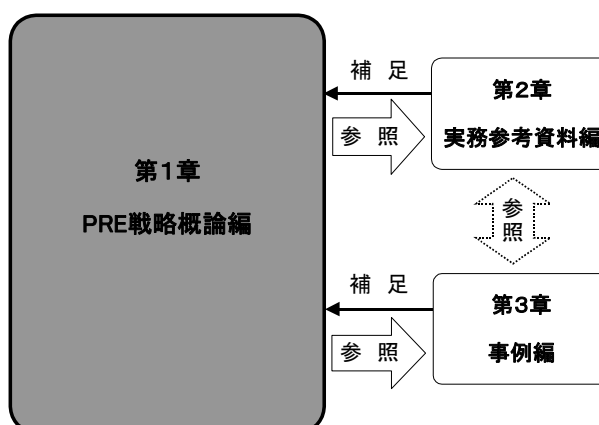 第1章
PRE戦略概論編
補 足
参 照
第2章
実務参考資料編
参
照
補 足
参 照
第3章
事例編